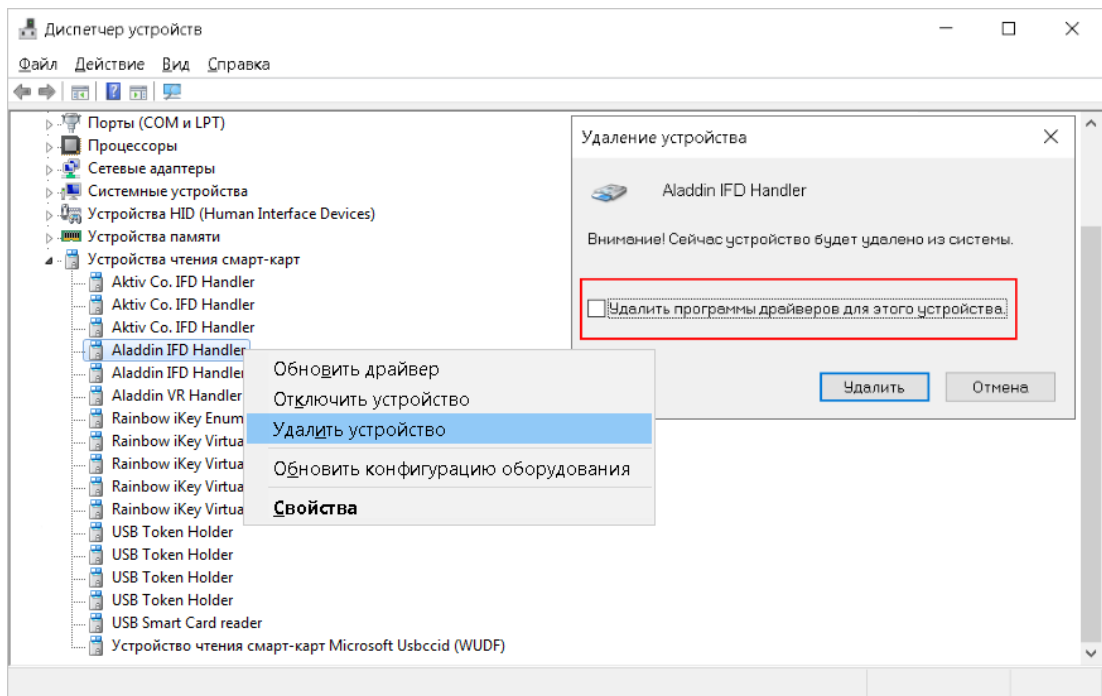 Диспетчер устройств
Файл Действие Вид Справка
Порты (COM и LPT)
Процессоры
Сетевые адаптеры
Системные устройства
Устройства HID (Human Interface Devices)
Устройства памяти
Устройства чтения смарт-карт
Aktiv Co. IFD Handler
Aktiv Co. IFD Handler
Aktiv Co. IFD Handler
Aladdin IFD Handler
Aladdin IFD Handler
Aladdin VR Handler
Rainbow iKey Enum
Rainbow iKey Virtua
Rainbow iKey Virtua
Rainbow iKey Virtua
Rainbow iKey Virtua
USB Token Holder
USB Token Holder
USB Token Holder
USB Token Holder
USB Smart Card reader
Устройство чтения смарт-карт Microsoft Usbccid (WUDF)
Обновить драйвер
Отключить устройство
Удалить устройство
Обновить конфигурацию оборудования
Свойства
Удаление устройства
Aladdin IFD Handler
Внимание! Сейчас устройство будет удалено из системы.
Удалить программы драйверов для этого устройства.
Удалить
Отмена